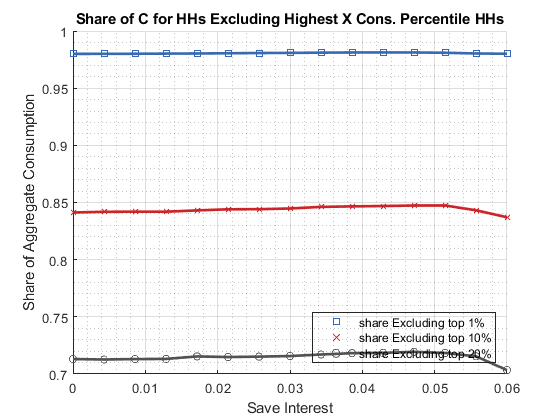 Share of C for HHs Excluding Highest X Cons. Percentile HHs
1
0.95
0.9
0.85
0.8
0.75
0.7
Share of Aggregate Consumption
share Excluding top 1%
share Excluding top 10%
share Excluding top 20%
0
0.01
0.02
0.03
0.04
0.05
0.06
Save Interest